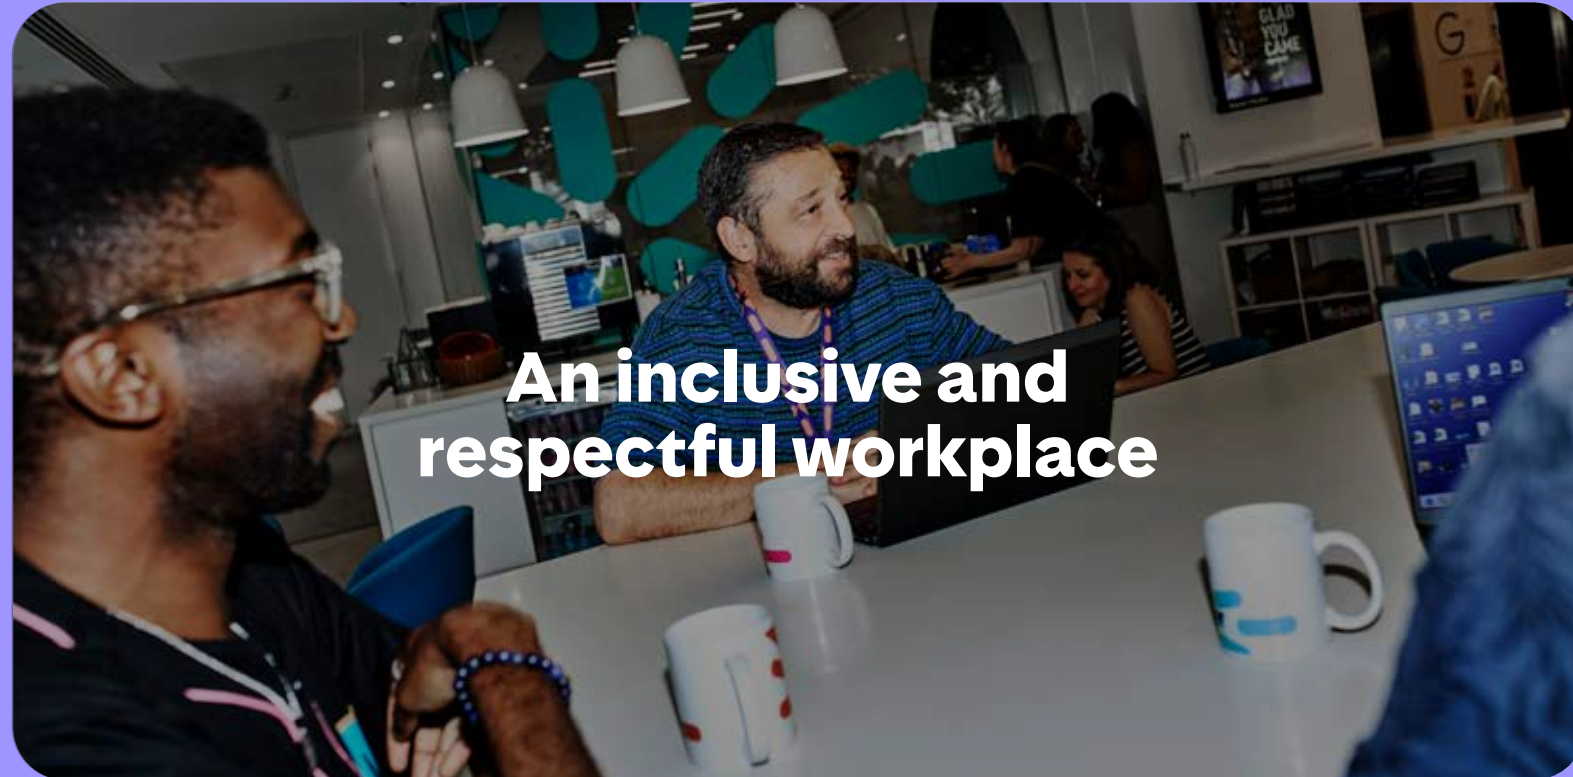 GLAD
YOU
CAME
G
An inclusive and
respectful workplace